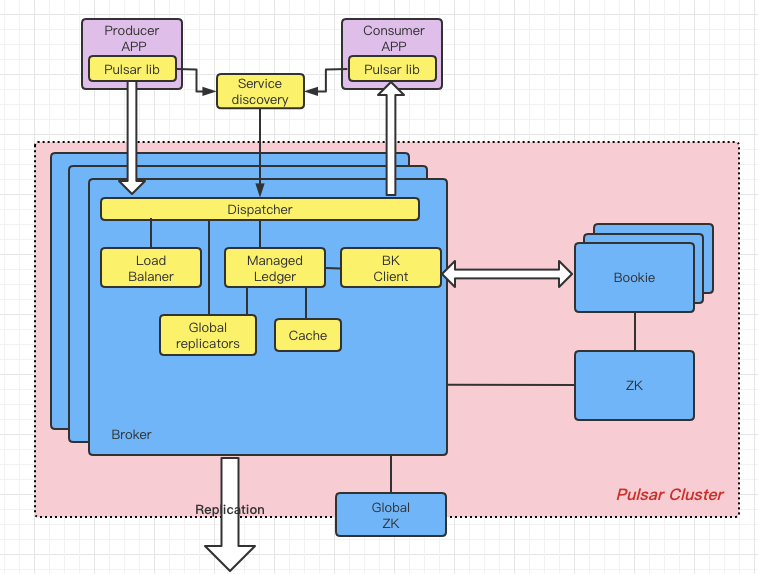 Producer
APP
Pulsar lib
Consumer
APP
Pulsar lib
Service
discovery
Dispatcher
Load
Balaner
Managed
Ledger
BK
Client
Global
replicators
Cache
Broker
Bookie
ZK
Pulsar Cluster
Replication
Global
ZK